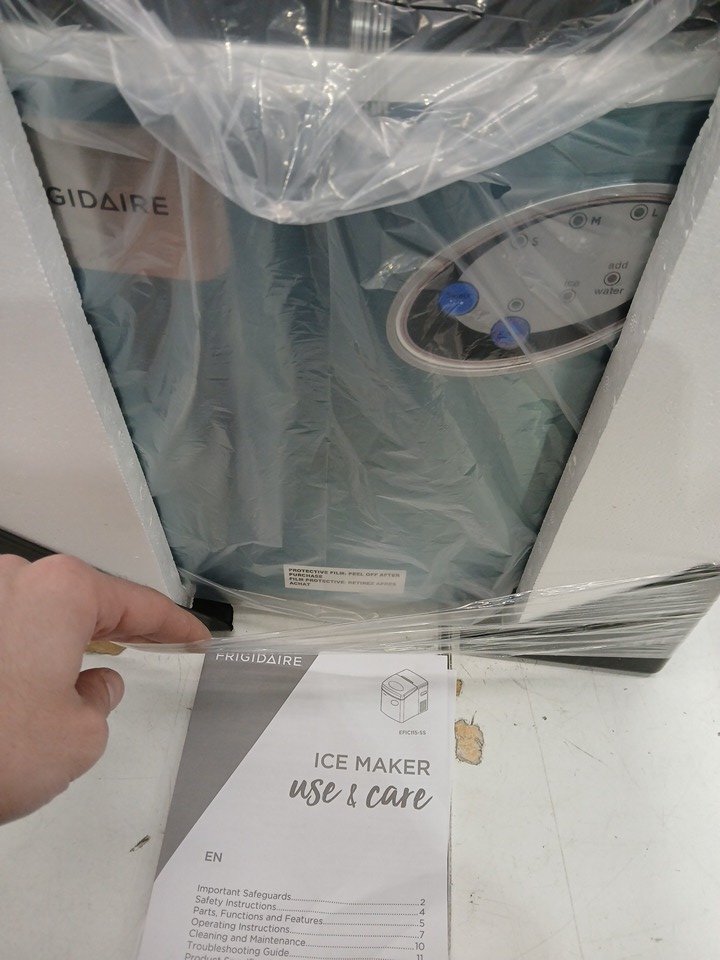 GIDAIRE
S
M
L
ice
add
water
PROTECTIVE FILM: PEEL OFF AFTER
PURCHASE
FILM PROTECTIVE: RETIREZ APRES
ACHAT
FRIGIDAIRE
EFIC115-SS
ICE MAKER
use & care
EN
Important Safeguards 2
Safety Instructions 4
Parts, Functions and Features 5
Operating Instructions 7
Cleaning and Maintenance 10
Troubleshooting Guide 11
Product